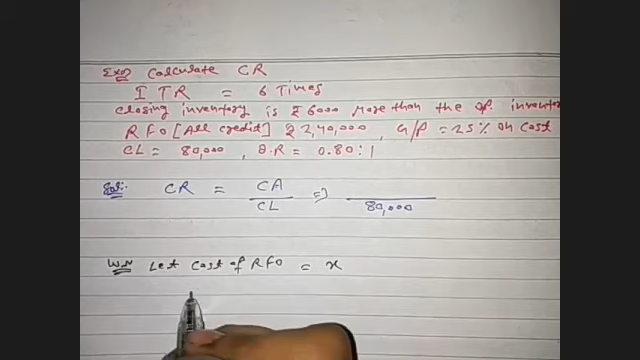 Exp Calculate CR
ITR = 6 Times
Closing inventory is ₹6000 More than the op. inventory
RFO [All credit] ₹2,40,000, G/P = 25% on cost
CL = 80,000, Q.R = 0.80:1
Sol:- CR = CA / CL ⇒ / 80,000
W.N Let Cost of RFO = x